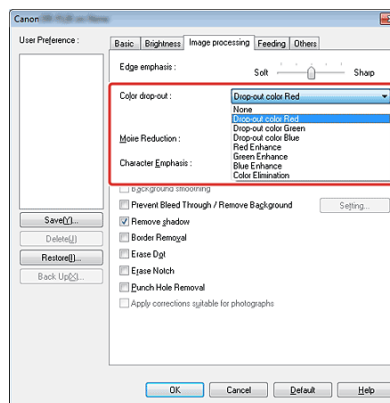 Canon on
User Preference :
Basic Brightness Image processing Feeding Others
Edge emphasis :
Soft Sharp
Color drop-out :
Drop-out color Red
None
Drop-out color Red
Drop-out color Green
Drop-out color Blue
Red Enhance
Green Enhance
Blue Enhance
Color Elimination
Moire Reduction :
Character Emphasis :
Background smoothing
Prevent Bleed Through / Remove Background
Setting...
Remove shadow
Border Removal
Erase Dot
Erase Notch
Punch Hole Removal
Apply corrections suitable for photographs
Save(Y)...
Delete(J)
Restore(I)...
Back Up(X)...
OK Cancel Default Help